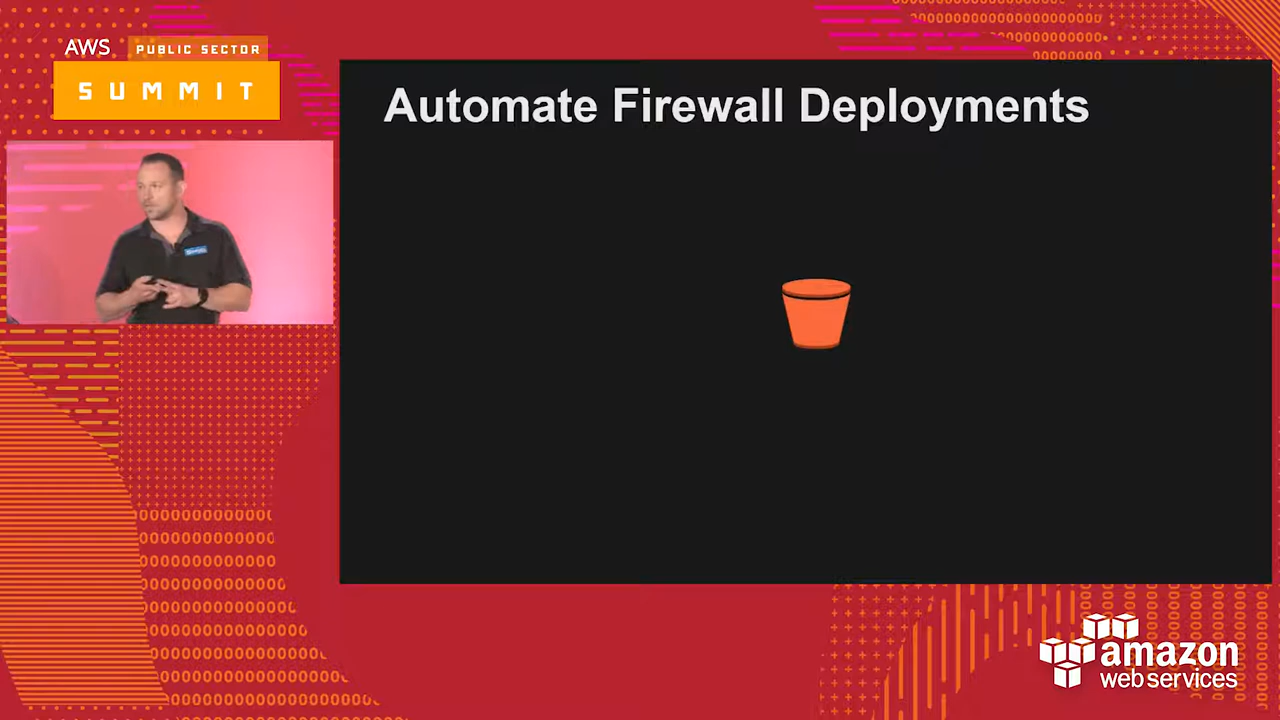 AWS PUBLIC SECTOR
SUMMIT
Automate Firewall Deployments
amazon
web services